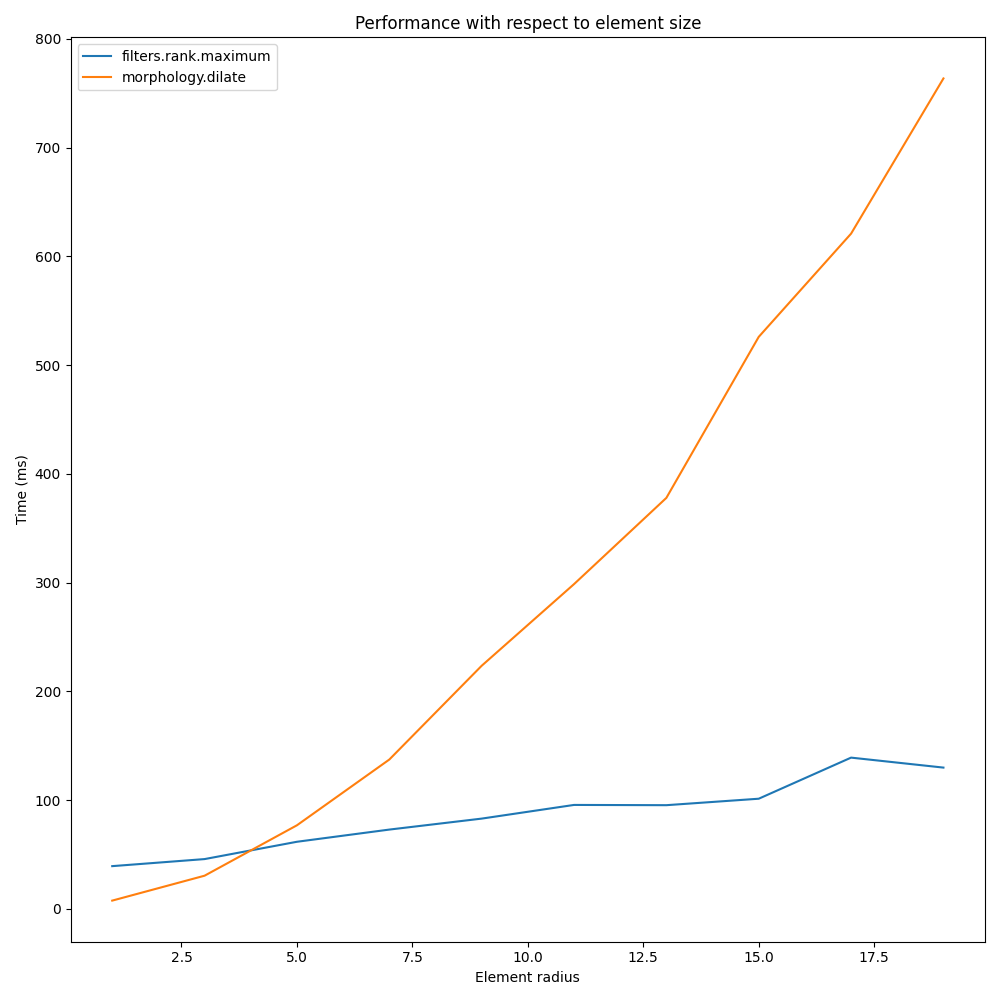 Performance with respect to element size
filters.rank.maximum
morphology.dilate
Time (ms)
800
700
600
500
400
300
200
100
0
2.5 5.0 7.5 10.0 12.5 15.0 17.5
Element radius